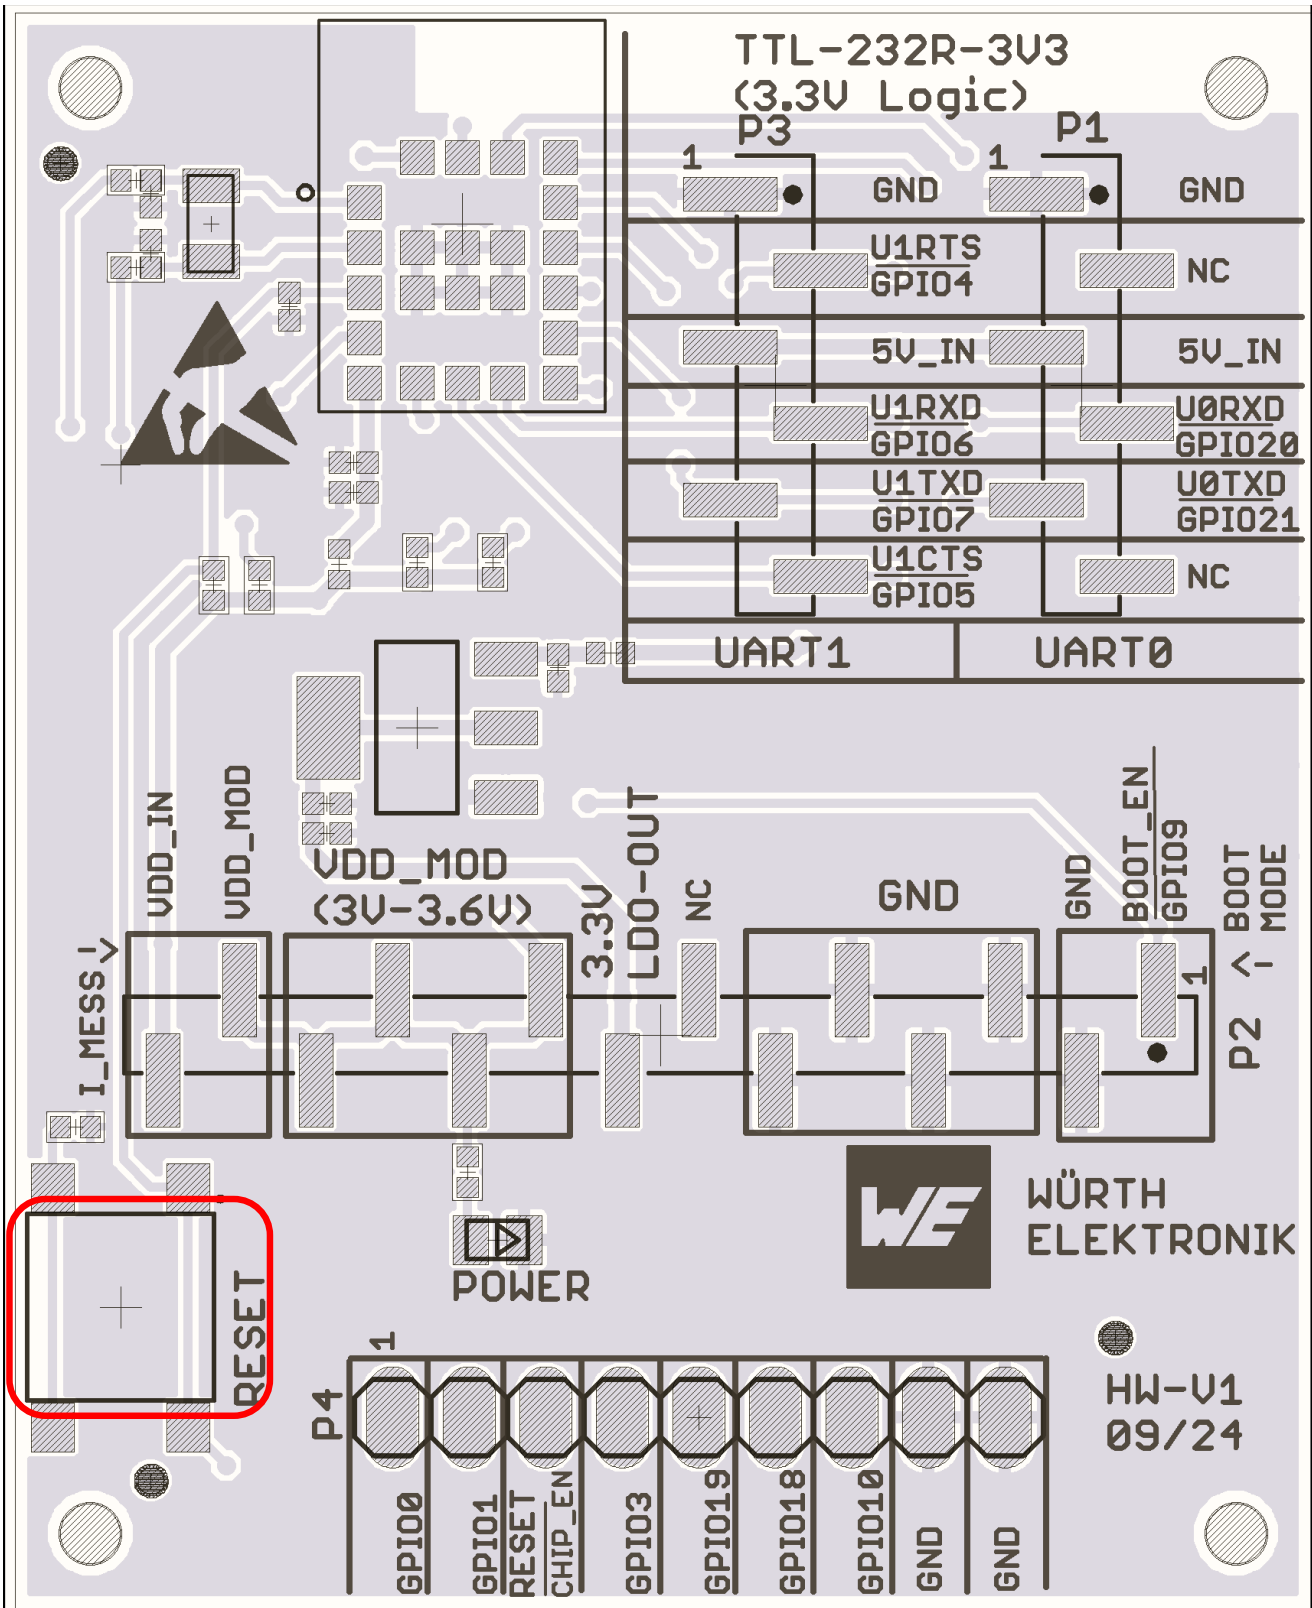 TTL-232R-3V3
(3.3V Logic)
P3
P1
1
1
GND
GND
U1RTS
GPIO4
NC
5V_IN
5V_IN
U1RXD
GPIO6
U0RXD
GPIO20
U1TXD
GPIO7
U0TXD
GPIO21
U1CTS
GPIO5
NC
UART1
UART0
VDD_IN
VDD_MOD
VDD_MOD
(3V-3.6V)
3.3V
LDO-OUT
NC
GND
GND
BOOT_EN
GPIO9
BOOT
MODE
<-
I_MESS ->
1
P2
WE
WÜRTH
ELEKTRONIK
RESET
POWER
1
P4
HW-V1
09/24
GPIO0
GPIO1
RESET
CHIP_EN
GPIO3
GPIO19
GPIO18
GPIO10
GND
GND